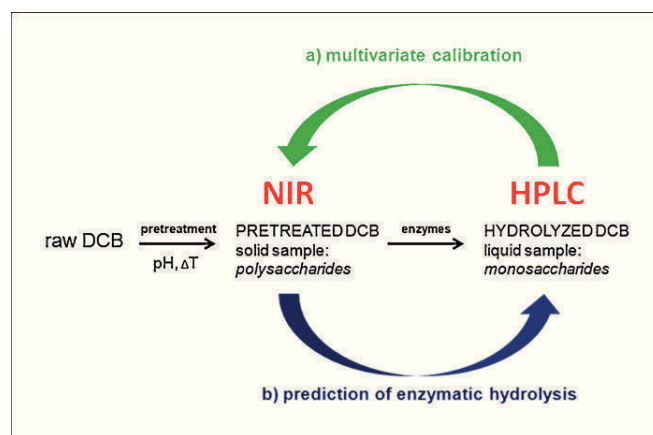 a) multivariate calibration
NIR
HPLC
raw DCB
pretreatment
pH, ΔT
PRETREATED DCB
solid sample:
polysaccharides
enzymes
HYDROLYZED DCB
liquid sample:
monosaccharides
b) prediction of enzymatic hydrolysis